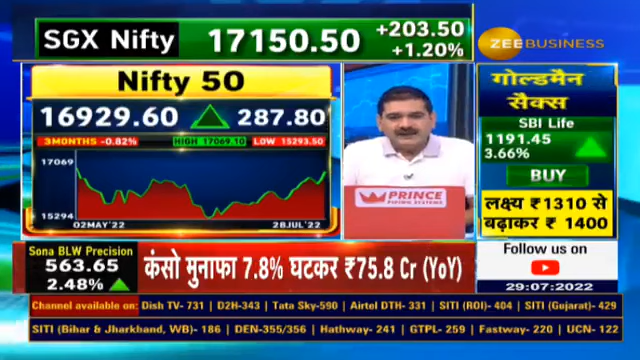 SGX Nifty 17150.50 +203.50
+1.20%
ZEE BUSINESS
Nifty 50
16929.60 287.80
3MONTHS -0.82% HIGH 17069.10 LOW 15293.50
17069
15294
02MAY'22 28JUL'22
PRINCE
PIPING SYSTEMS
गोल्डमैन
सैक्स
SBI Life
1191.45
3.66%
BUY
लक्ष्य ₹1310 से
बढ़ाकर ₹ 1400
Sona BLW Precision
563.65
2.48%
कंसो मुनाफा 7.8% घटकर ₹75.8 Cr (YoY)
Follow us on
29:07:2022
Channel available on: Dish TV- 731 | D2H-343 | Tata Sky-590 | Airtel DTH- 331 | SITI (ROI)- 404 | SITI (Gujarat)- 429
SITI (Bihar & Jharkhand, WB)- 186 | DEN-355/356 | Hathway- 241 | GTPL- 259 | Fastway- 220 | UCN- 122